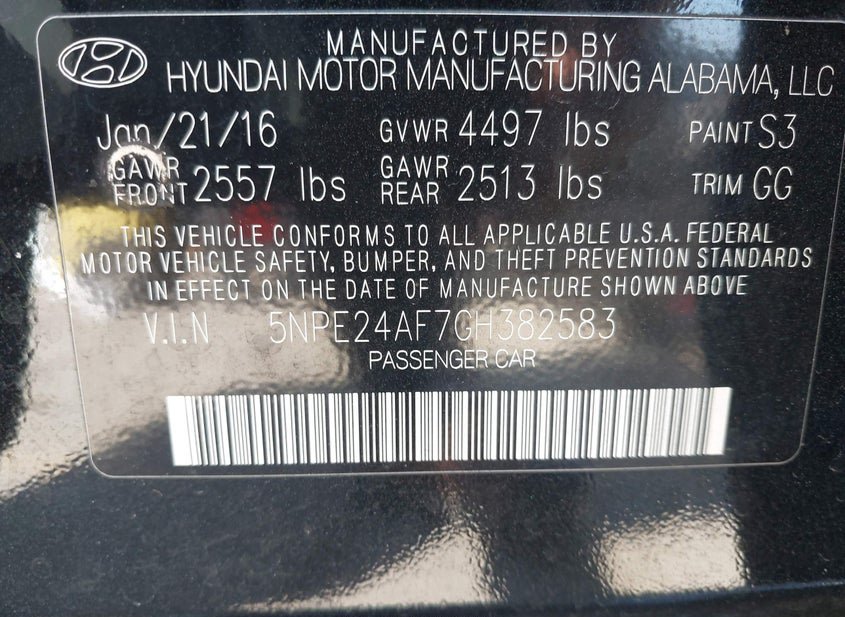 MANUFACTURED BY
HYUNDAI MOTOR MANUFACTURING ALABAMA, LLC
Jan/21/16 GVWR 4497 lbs PAINT S3
GAWR FRONT 2557 lbs GAWR REAR 2513 lbs TRIM GG
THIS VEHICLE CONFORMS TO ALL APPLICABLE U.S.A. FEDERAL
MOTOR VEHICLE SAFETY, BUMPER, AND THEFT PREVENTION STANDARDS
IN EFFECT ON THE DATE OF MANUFACTURE SHOWN ABOVE
V.I.N 5NPE24AF7GH382583
PASSENGER CAR